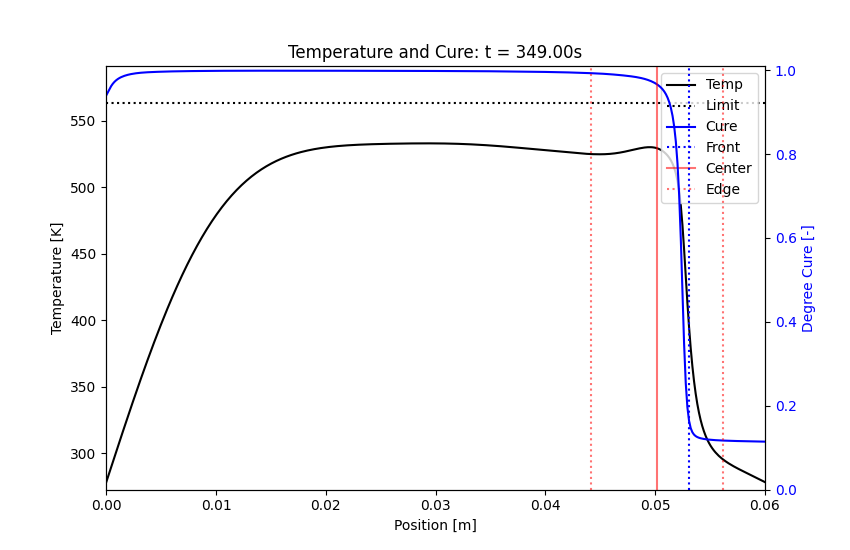 Temperature and Cure: t = 349.00s
Temperature [K]
550
500
450
400
350
300
Temp
Limit
Cure
Front
Center
Edge
1.0
0.8
0.6
0.4
0.2
0.0
Degree Cure [-]
0.00
0.01
0.02
0.03
0.04
0.05
0.06
Position [m]